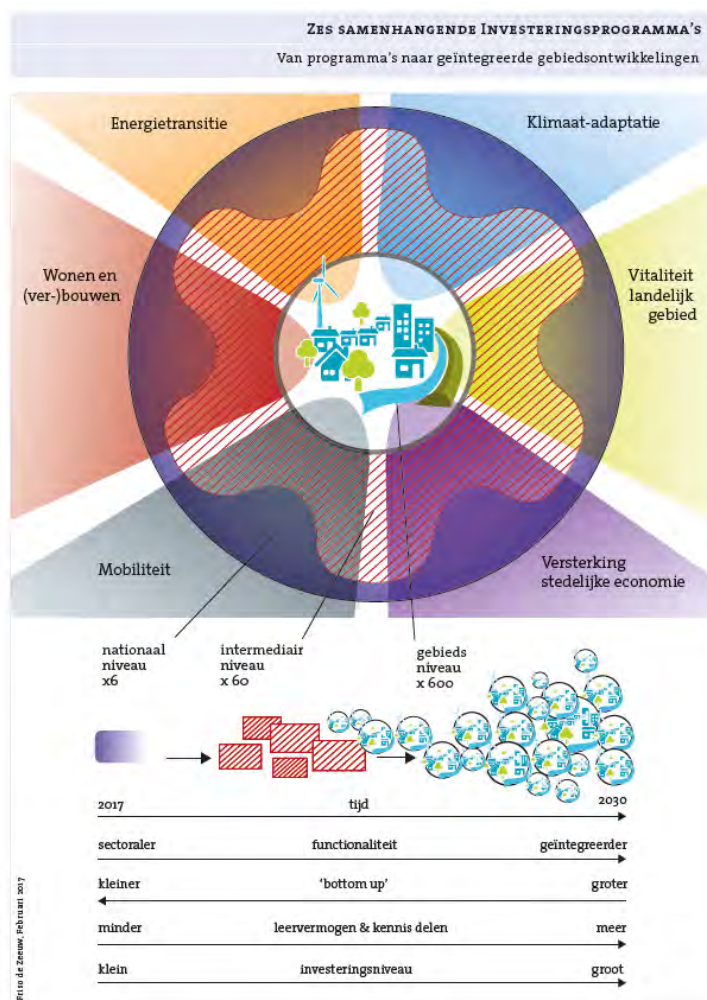 Zes samenhangende Investeringsprogramma's
Van programma's naar geïntegreerde gebiedsontwikkelingen
Energietransitie
Klimaat-adaptatie
Wonen en
(ver-)bouwen
Vitaliteit
landelijk
gebied
Mobiliteit
Versterking
stedelijke economie
nationaal
niveau
x6
intermediair
niveau
x 60
gebieds
niveau
x 600
2017 tijd 2030
sectoraler functionaliteit geïntegreerder
kleiner 'bottom up' groter
minder leervermogen & kennis delen meer
klein investeringsniveau groot
Friso de Zeeuw, Februari 2017